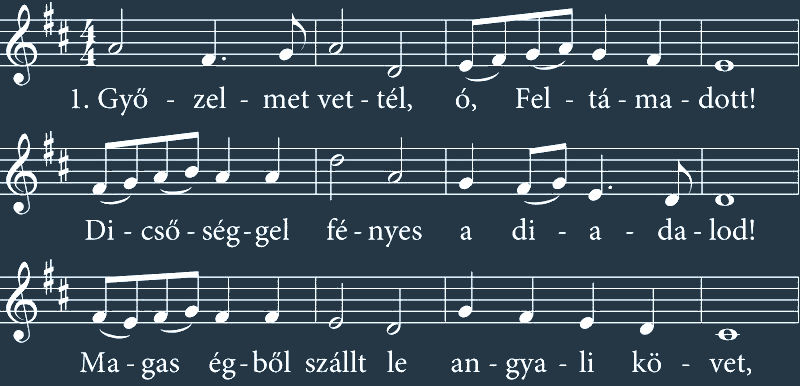 1. Győ - zel - met vet - tél, ó, Fel - tá - ma - dott!
Di - cső - ség - gel fé - nyes a di - a - da - lod!
Ma - gas ég - ből szállt le an - gya - li kö - vet,